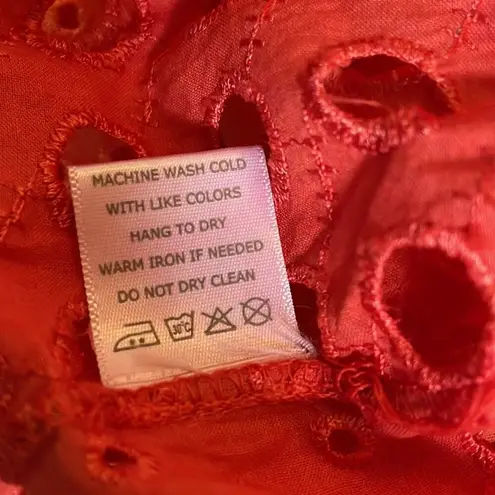 MACHINE WASH COLD
WITH LIKE COLORS
HANG TO DRY
WARM IRON IF NEEDED
DO NOT DRY CLEAN
30°C